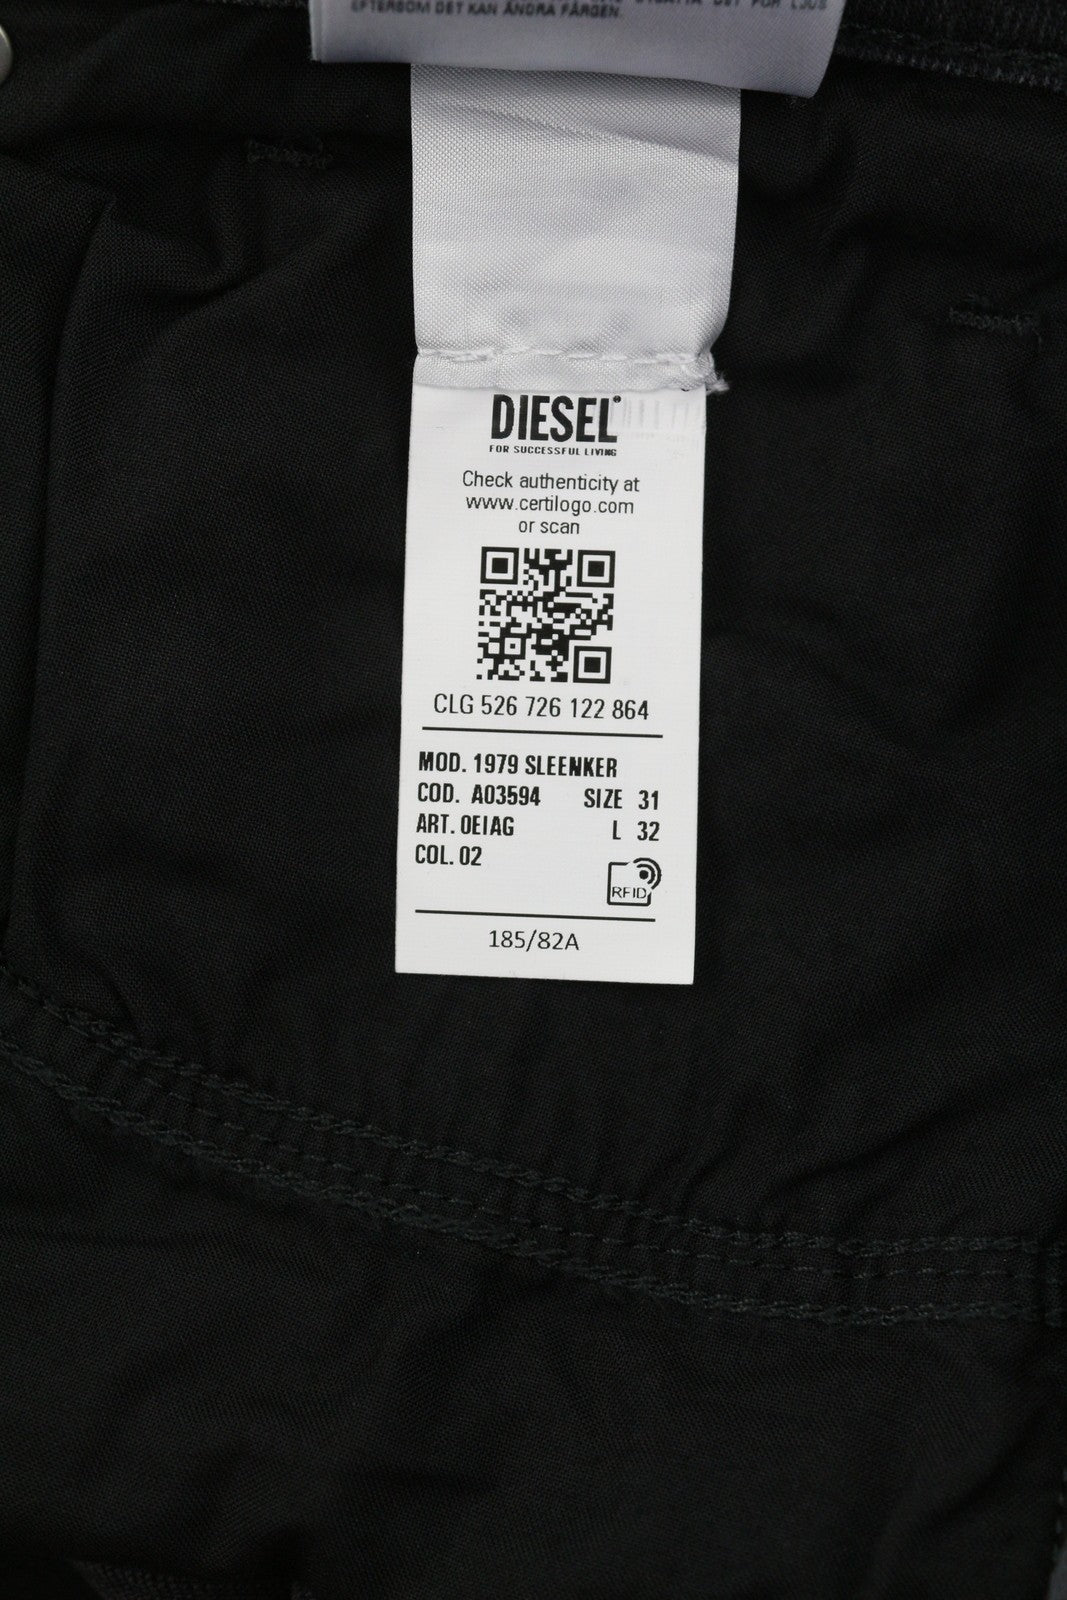 EFTERSOM DET KAN ÄNDRA FÄRGEN.
DIESEL®
FOR SUCCESSFUL LIVING
Check authenticity at
www.certilogo.com
or scan
CLG 526 726 122 864
MOD. 1979 SLEENKER
COD. A03594 SIZE 31
ART. 0EIAG L 32
COL. 02
RFID
185/82A